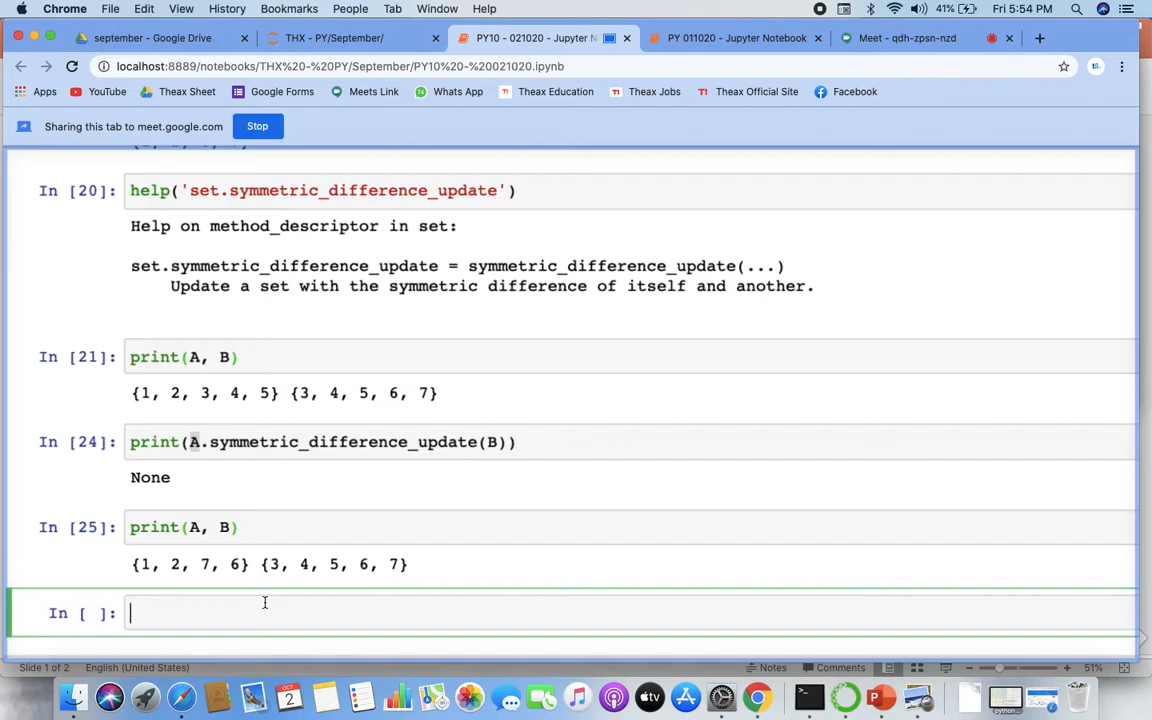 Chrome File Edit View History Bookmarks People Tab Window Help 41% Fri 5:54 PM
september - Google Drive THX - PY/September/ PY10 - 021020 - Jupyter N PY 011020 - Jupyter Notebook Meet - qdh-zpsn-nzd
localhost:8889/notebooks/THX%20-%20PY/September/PY10%20-%20021020.ipynb
Apps YouTube Theax Sheet Google Forms Meets Link Whats App Theax Education Theax Jobs Theax Official Site Facebook
Sharing this tab to meet.google.com Stop
In [20]: help('set.symmetric_difference_update')
Help on method_descriptor in set:
set.symmetric_difference_update = symmetric_difference_update(...)
Update a set with the symmetric difference of itself and another.
In [21]: print(A, B)
{1, 2, 3, 4, 5} {3, 4, 5, 6, 7}
In [24]: print(A.symmetric_difference_update(B))
None
In [25]: print(A, B)
{1, 2, 7, 6} {3, 4, 5, 6, 7}
In [ ]:
Slide 1 of 2 English (United States) Notes Comments 51%